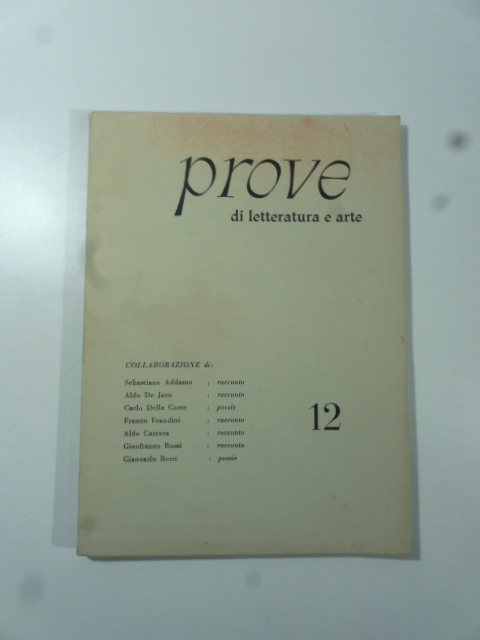 prove
di letteratura e arte
COLLABORAZIONE di:
Sebastiano Addamo : racconto
Aldo De Jaco : racconto
Carlo Della Corte : poesie
Franco Frandini : racconto
Aldo Carrera : racconto
Gianfranco Rossi : racconto
Giancarlo Borri : poesie
12